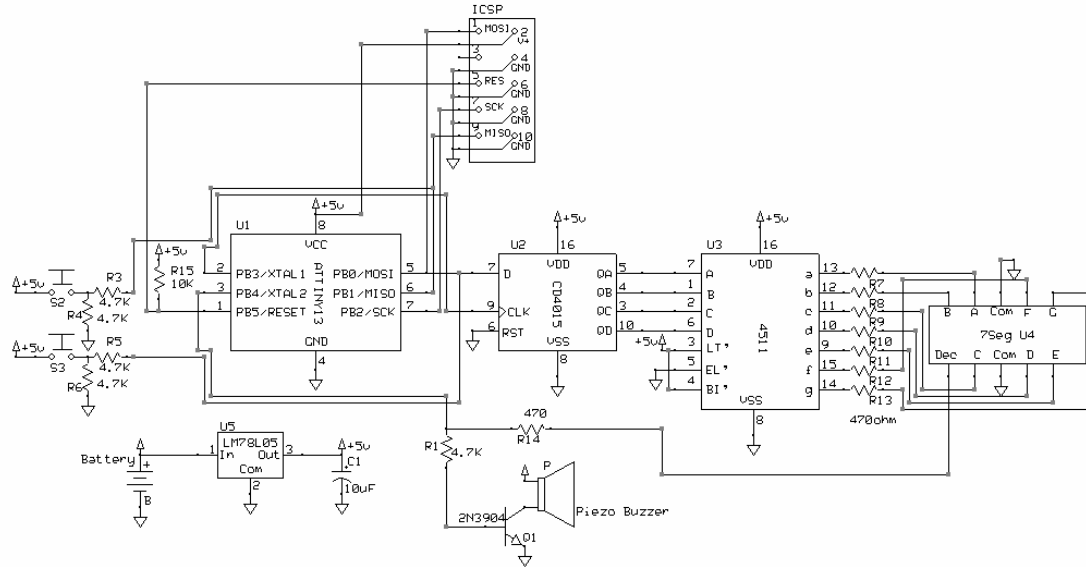 ICSP
1 MOSI 2
V+
3 4
GND
5 RES 6
GND
7 SCK 8
GND
9 MISO 10
GND
+5v
S2
R3
4.7K
R4
4.7K
+5v
R15
10K
+5v
S3
R5
4.7K
R6
4.7K
U1
+5v
8
VCC
ATTINY13
2 PB3/XTAL1
3 PB4/XTAL2
1 PB5/RESET
PB0/MOSI 5
PB1/MISO 6
PB2/SCK 7
GND
4
U2
+5v
16
VDD
CD4015
7 D
9 CLK
6 RST
QA 5
QB 4
QC 3
QD 10
VSS
8
U3
+5v
16
VDD
4511
7 A
1 B
2 C
6 D
+5v
3 LT'
5 EL'
4 BI'
a 13
b 12
c 11
d 10
e 9
f 15
g 14
VSS
8
R7
R8
R9
R10
R11
R12
R13
470ohm
B A Com F G
7Seg U4
Dec C Com D E
Battery
+
B
U5
LM78L05
1 In Out 3
Com
2
+5v
+
C1
10uF
R1
4.7K
470
R14
2N3904
Q1
P
Piezo Buzzer